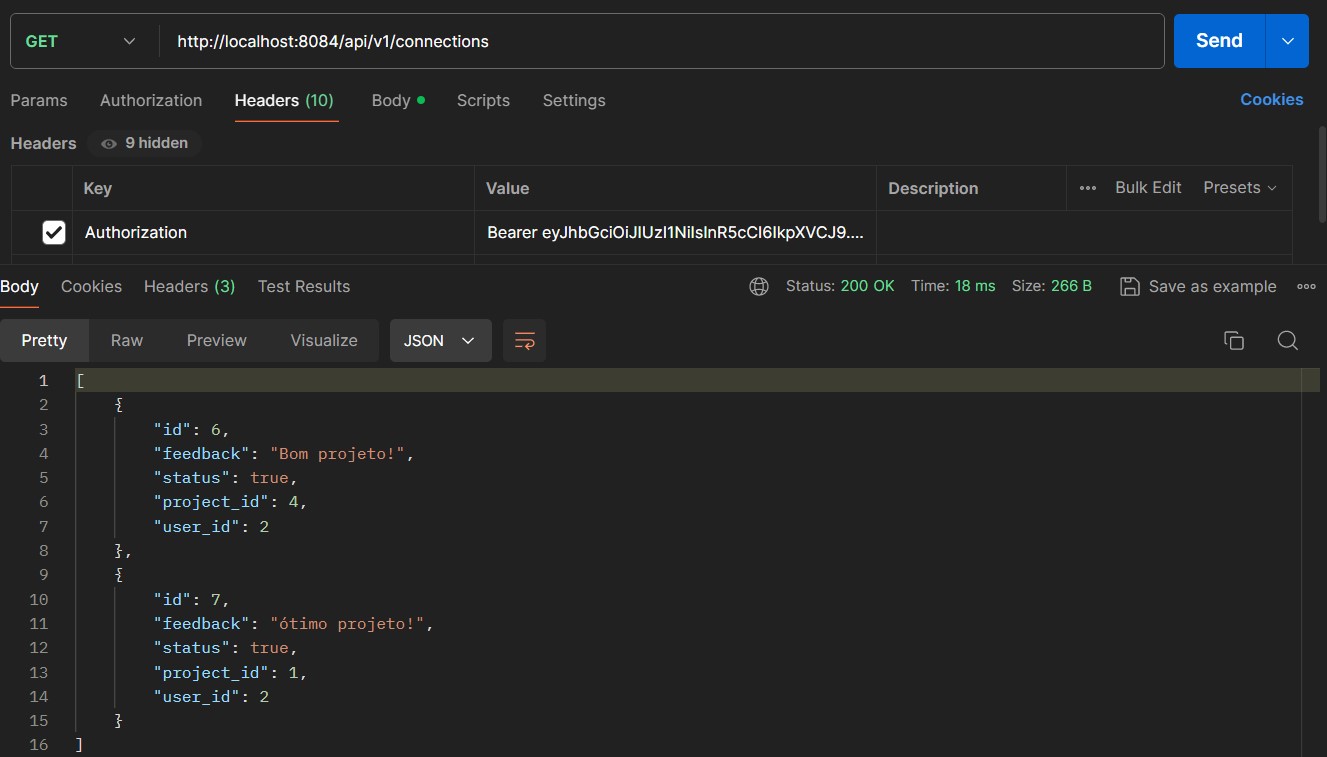 GET http://localhost:8084/api/v1/connections Send
Params Authorization Headers (10) Body Scripts Settings Cookies
Headers 9 hidden
Key Value Description ... Bulk Edit Presets
Authorization Bearer eyJhbGciOiJIUzI1NiIsInR5cCI6IkpXVCJ9....
Body Cookies Headers (3) Test Results Status: 200 OK Time: 18 ms Size: 266 B Save as example
Pretty Raw Preview Visualize JSON
1 [
2 {
3 "id": 6,
4 "feedback": "Bom projeto!",
5 "status": true,
6 "project_id": 4,
7 "user_id": 2
8 },
9 {
10 "id": 7,
11 "feedback": "ótimo projeto!",
12 "status": true,
13 "project_id": 1,
14 "user_id": 2
15 }
16 ]